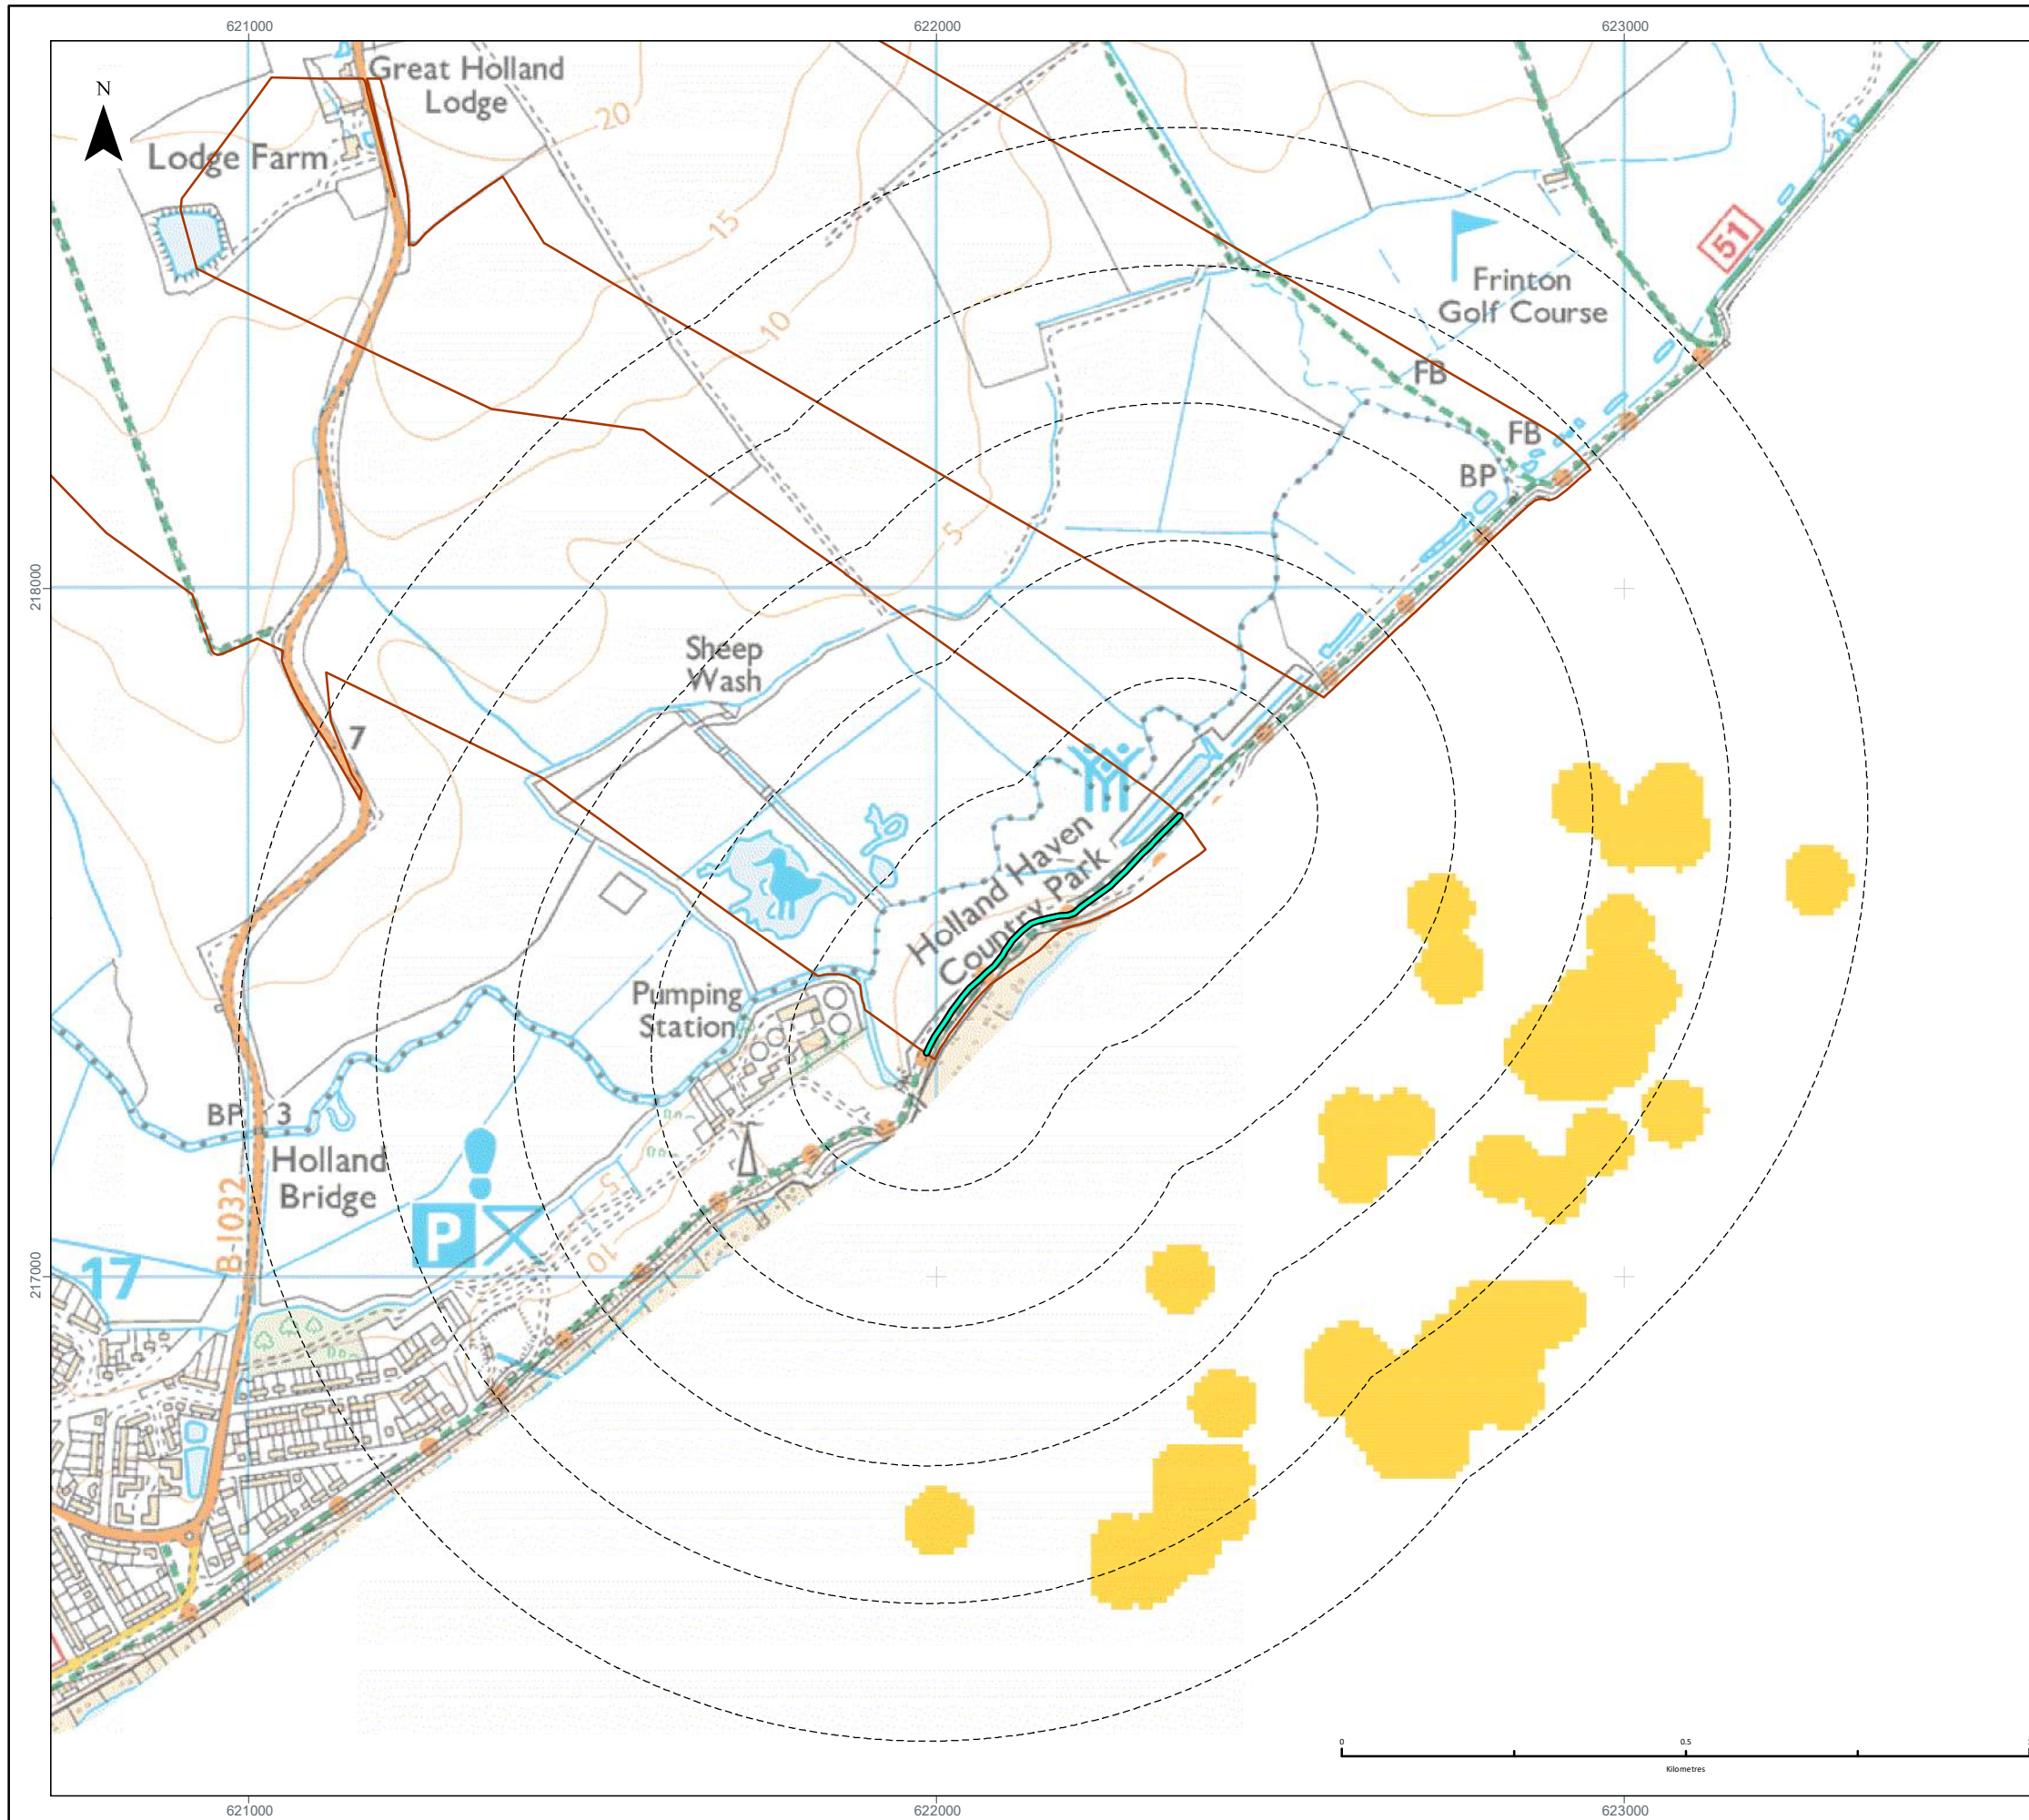 621000
622000
623000
N
Great Holland
Lodge
20
Lodge Farm
15
51
Frinton
Golf Course
10
FB
FB
BP
5
218000
Sheep
Wash
7
Holland Haven
Country Park
Pumping
Station
BP
3
Holland
Bridge
B 1032
5
P
10
17
217000
0
0.5
Kilometres
621000
622000
623000